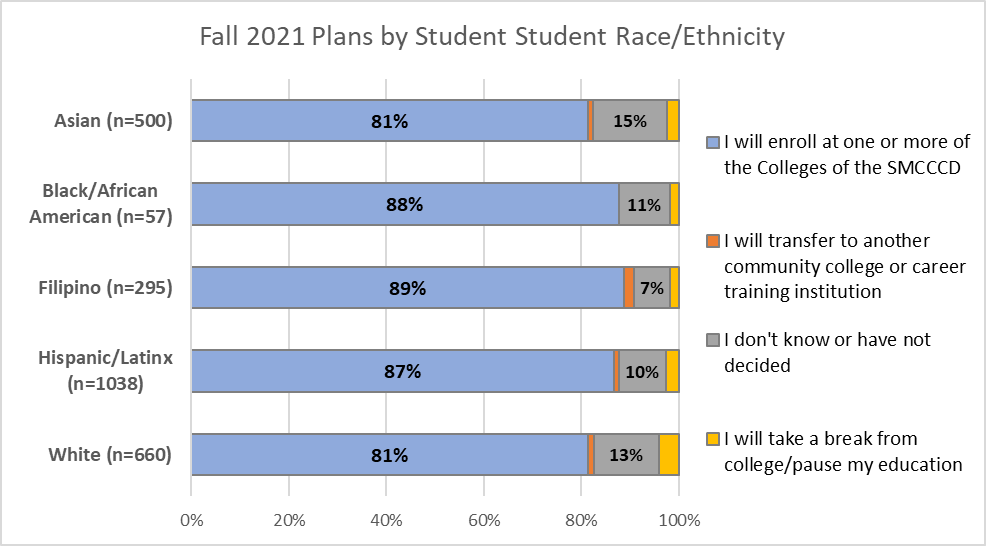 Fall 2021 Plans by Student Student Race/Ethnicity
Asian (n=500)
81%
15%
Black/African
American (n=57)
88%
11%
Filipino (n=295)
89%
7%
Hispanic/Latinx
(n=1038)
87%
10%
White (n=660)
81%
13%
0%
20%
40%
60%
80%
100%
I will enroll at one or more of
the Colleges of the SMCCCD
I will transfer to another
community college or career
training institution
I don't know or have not
decided
I will take a break from
college/pause my education